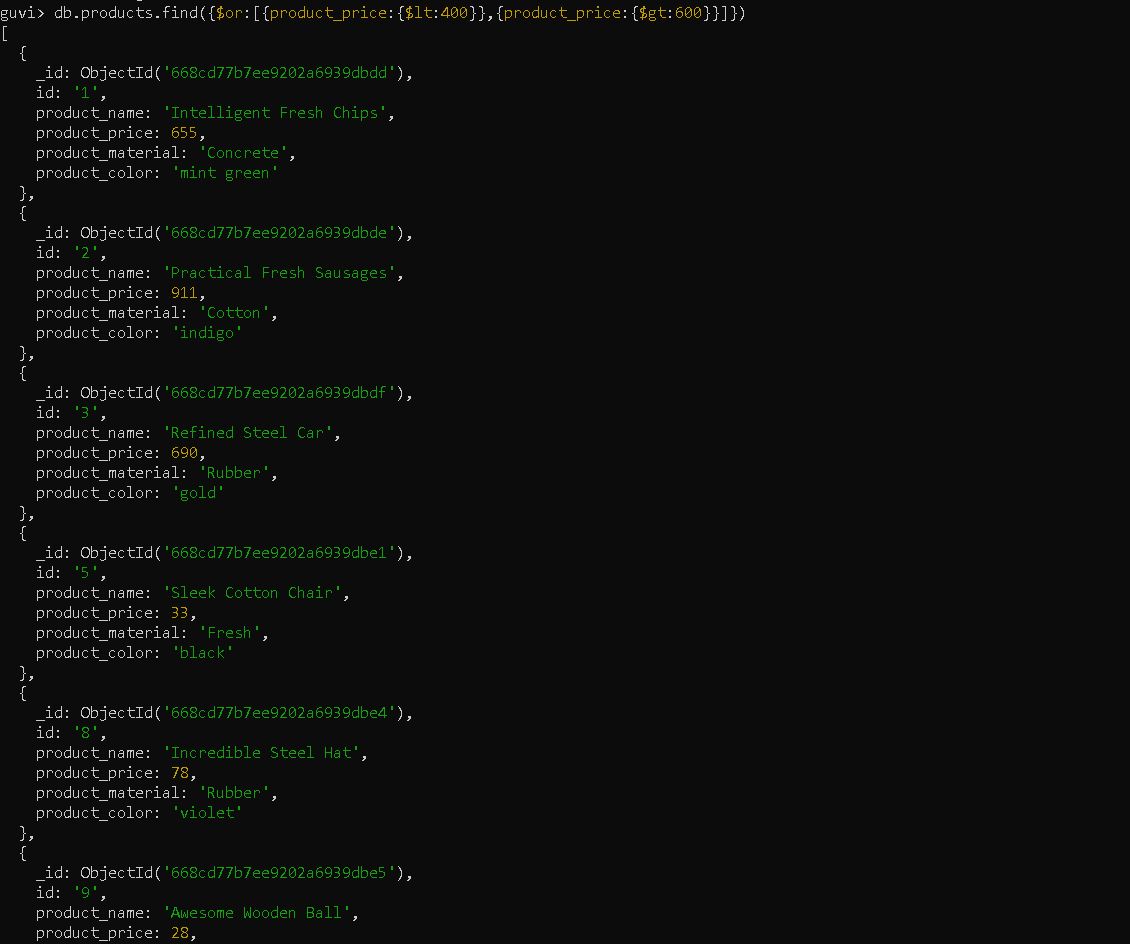 guvi> db.products.find({$or:[{product_price:{$lt:400}},{product_price:{$gt:600}}]})
[
  {
    _id: ObjectId('668cd77b7ee9202a6939dbdd'),
    id: '1',
    product_name: 'Intelligent Fresh Chips',
    product_price: 655,
    product_material: 'Concrete',
    product_color: 'mint green'
  },
  {
    _id: ObjectId('668cd77b7ee9202a6939dbde'),
    id: '2',
    product_name: 'Practical Fresh Sausages',
    product_price: 911,
    product_material: 'Cotton',
    product_color: 'indigo'
  },
  {
    _id: ObjectId('668cd77b7ee9202a6939dbdf'),
    id: '3',
    product_name: 'Refined Steel Car',
    product_price: 690,
    product_material: 'Rubber',
    product_color: 'gold'
  },
  {
    _id: ObjectId('668cd77b7ee9202a6939dbe1'),
    id: '5',
    product_name: 'Sleek Cotton Chair',
    product_price: 33,
    product_material: 'Fresh',
    product_color: 'black'
  },
  {
    _id: ObjectId('668cd77b7ee9202a6939dbe4'),
    id: '8',
    product_name: 'Incredible Steel Hat',
    product_price: 78,
    product_material: 'Rubber',
    product_color: 'violet'
  },
  {
    _id: ObjectId('668cd77b7ee9202a6939dbe5'),
    id: '9',
    product_name: 'Awesome Wooden Ball',
    product_price: 28,